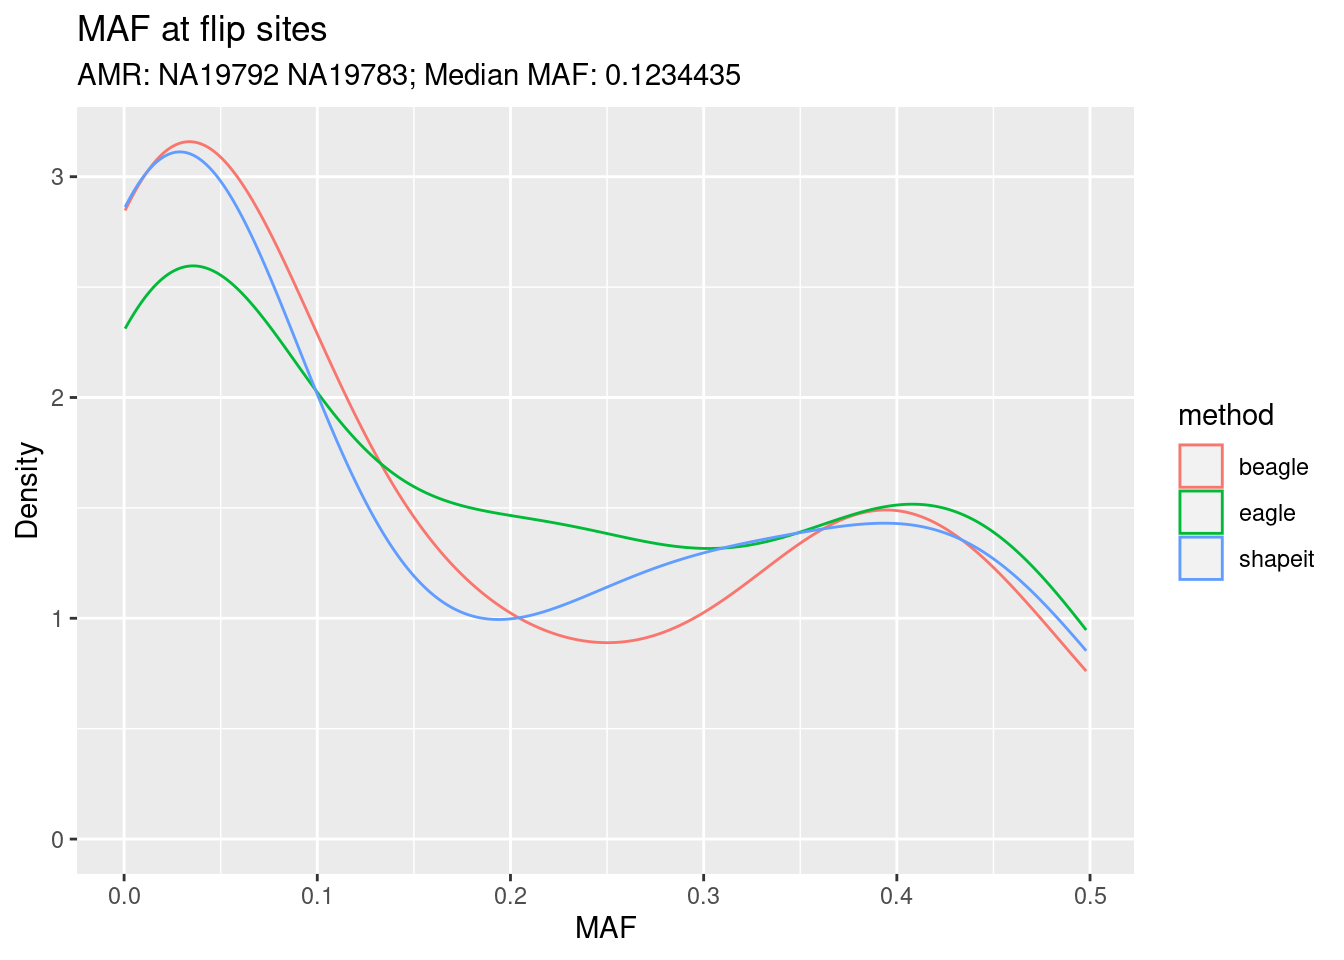 MAF at flip sites
AMR: NA19792 NA19783; Median MAF: 0.1234435
3
2
1
0
Density
0.0 0.1 0.2 0.3 0.4 0.5
MAF
method
beagle
eagle
shapeit